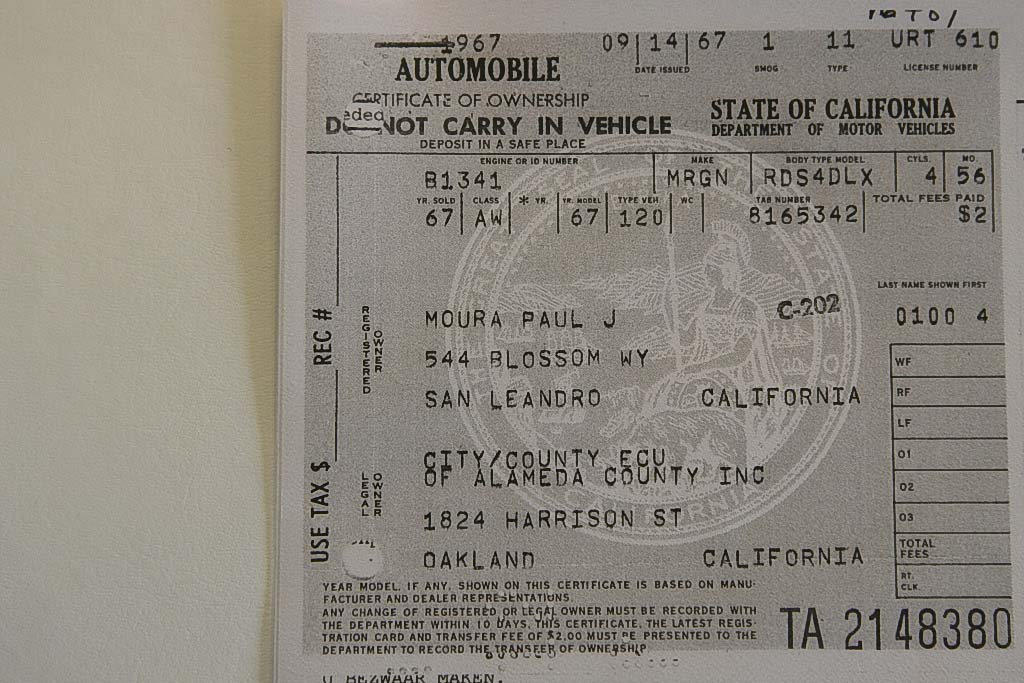 1967 09|14|67 1 11 URT 610
DATE ISSUED SMOG TYPE LICENSE NUMBER
AUTOMOBILE
CERTIFICATE OF OWNERSHIP
DO NOT CARRY IN VEHICLE
DEPOSIT IN A SAFE PLACE
STATE OF CALIFORNIA
DEPARTMENT OF MOTOR VEHICLES
ENGINE OR ID NUMBER MAKE BODY TYPE MODEL CYLS. MO.
B1341 MRGN RDS4DLX 4 56
YR. SOLD CLASS * YR. YR. MODEL TYPE VEH. WC TAB NUMBER TOTAL FEES PAID
67 AW 67 120 8165342 $2
LAST NAME SHOWN FIRST
C-202
0100 4
REC #
REGISTERED OWNER
MOURA PAUL J
544 BLOSSOM WY
SAN LEANDRO CALIFORNIA
USE TAX $
LEGAL OWNER
CITY/COUNTY ECU
OF ALAMEDA COUNTY INC
1824 HARRISON ST
OAKLAND CALIFORNIA
WF
RF
LF
01
02
03
TOTAL FEES
RT. CLK.
YEAR MODEL, IF ANY, SHOWN ON THIS CERTIFICATE IS BASED ON MANU-
FACTURER AND DEALER REPRESENTATIONS.
ANY CHANGE OF REGISTERED OR LEGAL OWNER MUST BE RECORDED WITH
THE DEPARTMENT WITHIN 10 DAYS. THIS CERTIFICATE, THE LATEST REGIS-
TRATION CARD AND TRANSFER FEE OF $2.00 MUST BE PRESENTED TO THE
DEPARTMENT TO RECORD THE TRANSFER OF OWNERSHIP
TA 2148380
BEZWAAR MAKEN.